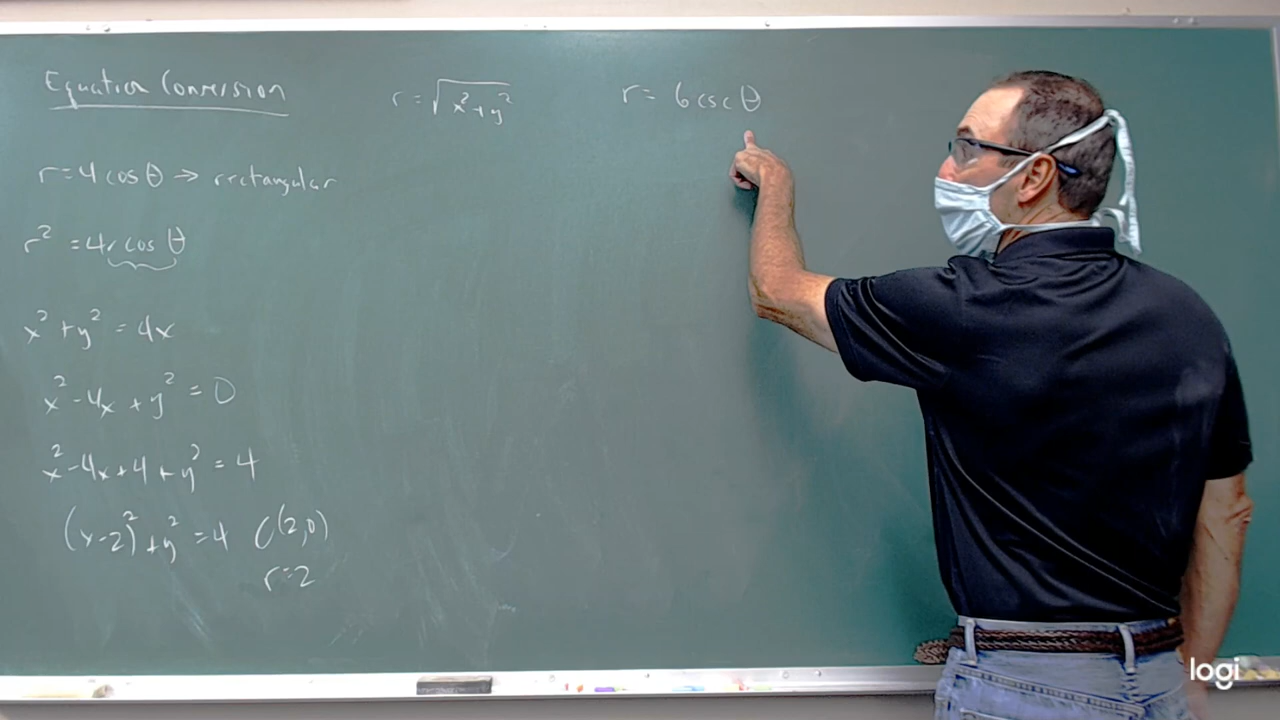 Equation Conversion
r = 4 cos θ → rectangular
r² = 4r cos θ
x² + y² = 4x
x² - 4x + y² = 0
x² - 4x + 4 + y² = 4
(x-2)² + y² = 4 C(2,0)
r = 2
r = √x² + y²
r = 6 csc θ
logi